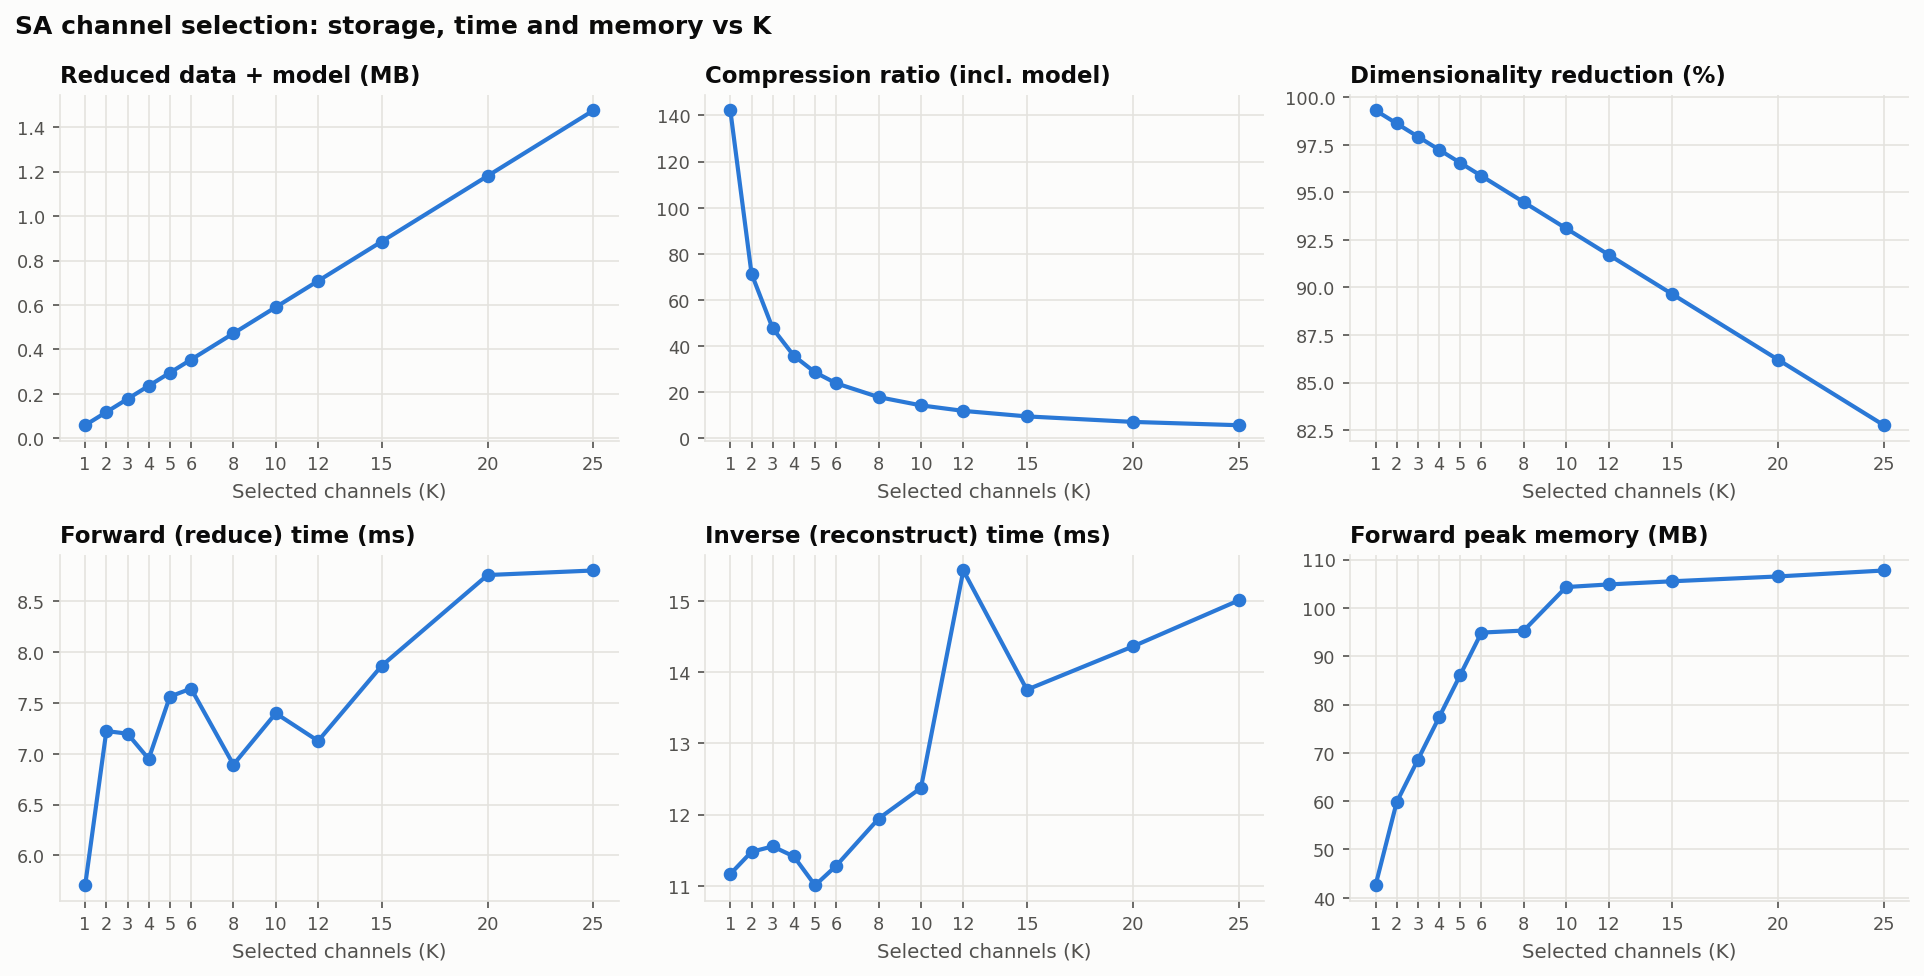 SA channel selection: storage, time and memory vs K
Reduced data + model (MB)
1.4
1.2
1.0
0.8
0.6
0.4
0.2
0.0
1 2 3 4 5 6 8 10 12 15 20 25
Selected channels (K)
Compression ratio (incl. model)
140
120
100
80
60
40
20
0
1 2 3 4 5 6 8 10 12 15 20 25
Selected channels (K)
Dimensionality reduction (%)
100.0
97.5
95.0
92.5
90.0
87.5
85.0
82.5
1 2 3 4 5 6 8 10 12 15 20 25
Selected channels (K)
Forward (reduce) time (ms)
8.5
8.0
7.5
7.0
6.5
6.0
1 2 3 4 5 6 8 10 12 15 20 25
Selected channels (K)
Inverse (reconstruct) time (ms)
15
14
13
12
11
1 2 3 4 5 6 8 10 12 15 20 25
Selected channels (K)
Forward peak memory (MB)
110
100
90
80
70
60
50
40
1 2 3 4 5 6 8 10 12 15 20 25
Selected channels (K)